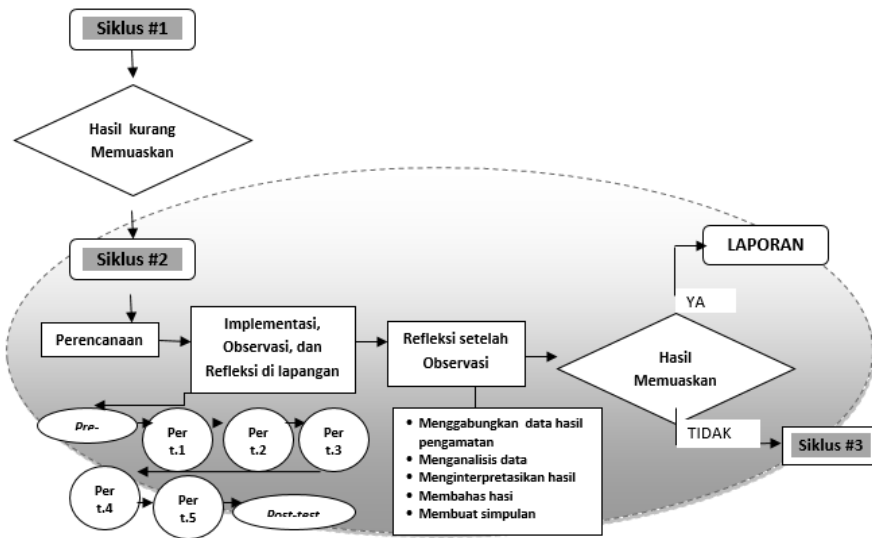 Siklus #1
Hasil kurang
Memuaskan
Siklus #2
LAPORAN
YA
Perencanaan
Implementasi,
Observasi, dan
Refleksi di lapangan
Refleksi setelah
Observasi
Hasil
Memuaskan
TIDAK
Siklus #3
Pre-
Per
t.1
Per
t.2
Per
t.3
Per
t.4
Per
t.5
Post-test
• Menggabungkan data hasil
pengamatan
• Menganalisis data
• Menginterpretasikan hasil
• Membahas hasi
• Membuat simpulan